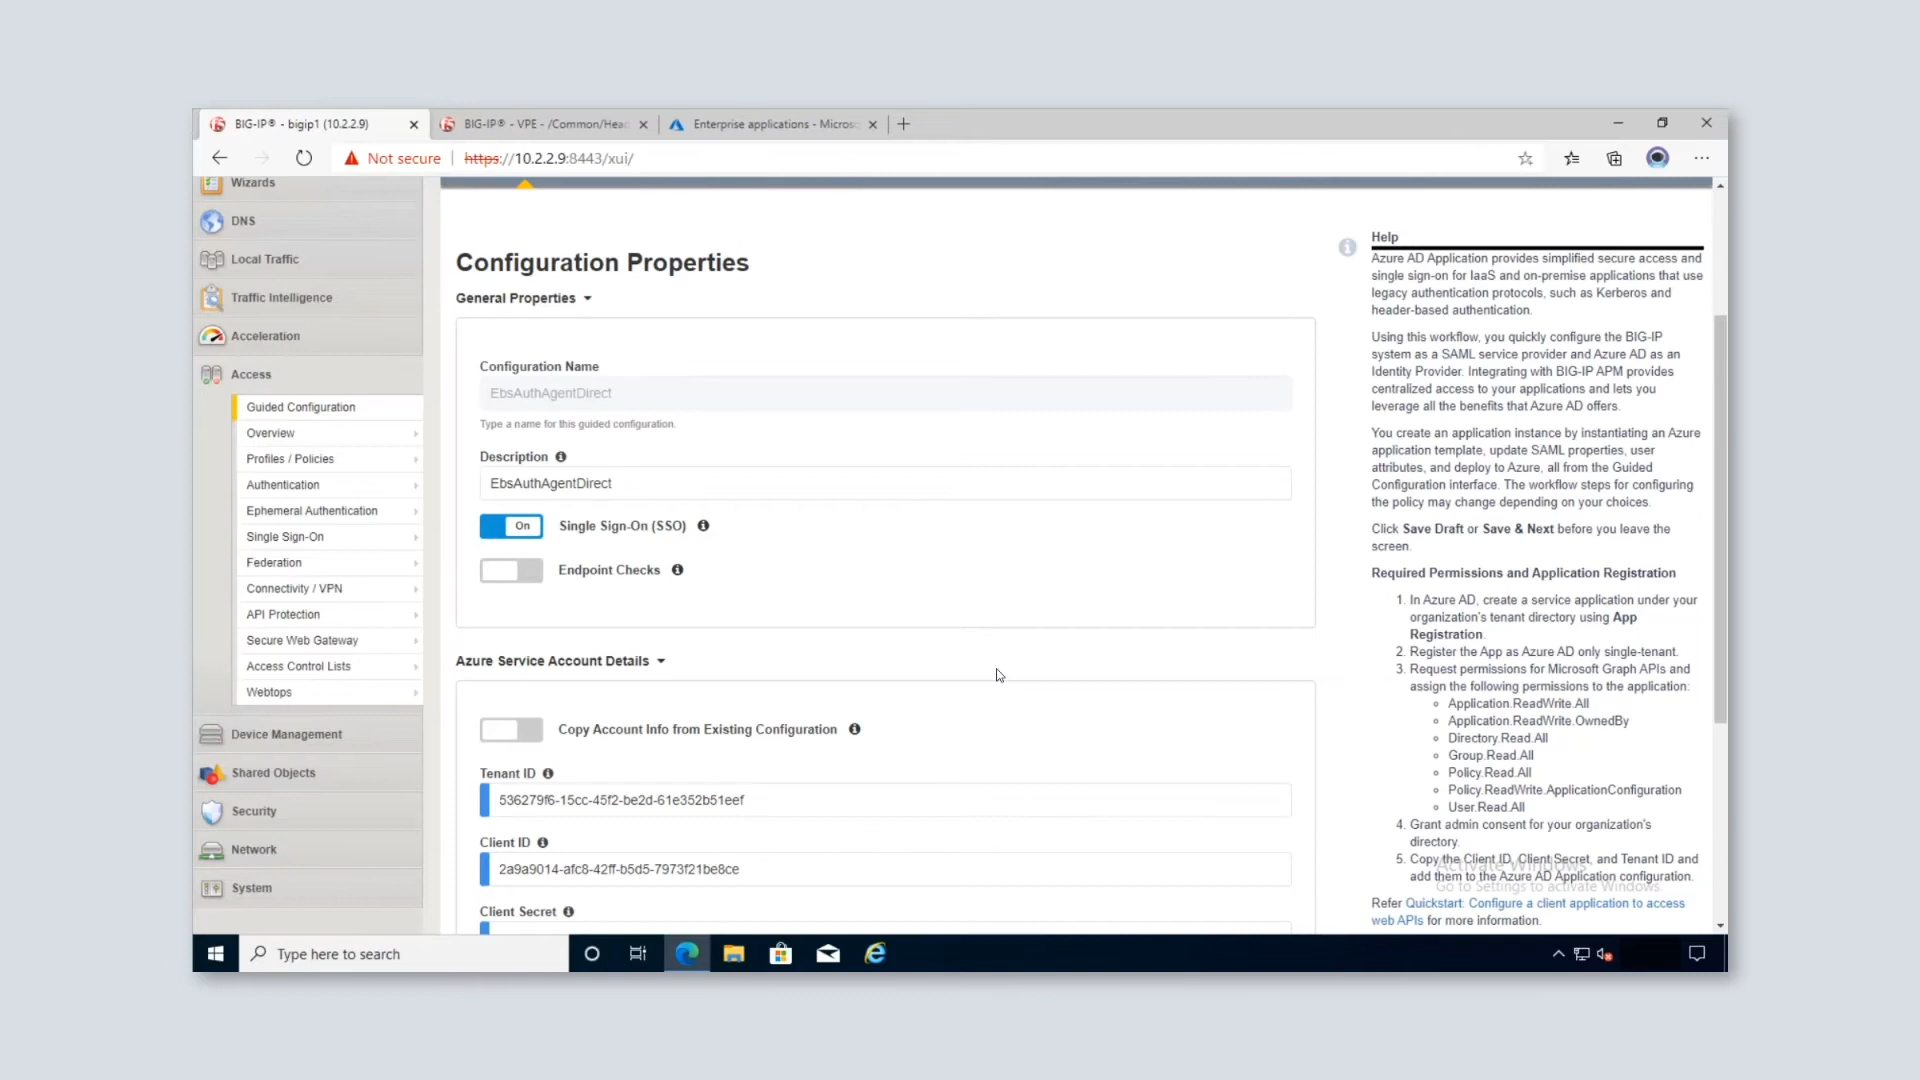 BIG-IP® - bigip1 (10.2.2.9)
BIG-IP® - VPE - /Common/Head
Enterprise applications - Micros
Not secure
https://10.2.2.9:8443/xui/
Wizards
DNS
Local Traffic
Traffic Intelligence
Acceleration
Access
Guided Configuration
Overview
Profiles / Policies
Authentication
Ephemeral Authentication
Single Sign-On
Federation
Connectivity / VPN
API Protection
Secure Web Gateway
Access Control Lists
Webtops
Device Management
Shared Objects
Security
Network
System
Configuration Properties
General Properties
Configuration Name
EbsAuthAgentDirect
Type a name for this guided configuration.
Description
EbsAuthAgentDirect
On
Single Sign-On (SSO)
Endpoint Checks
Azure Service Account Details
Copy Account Info from Existing Configuration
Tenant ID
536279f6-15cc-45f2-be2d-61e352b51eef
Client ID
2a9a9014-afc8-42ff-b5d5-7973f21be8ce
Client Secret
Help
Azure AD Application provides simplified secure access and
single sign-on for IaaS and on-premise applications that use
legacy authentication protocols, such as Kerberos and
header-based authentication.
Using this workflow, you quickly configure the BIG-IP
system as a SAML service provider and Azure AD as an
Identity Provider. Integrating with BIG-IP APM provides
centralized access to your applications and lets you
leverage all the benefits that Azure AD offers.
You create an application instance by instantiating an Azure
application template, update SAML properties, user
attributes, and deploy to Azure, all from the Guided
Configuration interface. The workflow steps for configuring
the policy may change depending on your choices.
Click Save Draft or Save & Next before you leave the
screen.
Required Permissions and Application Registration
1. In Azure AD, create a service application under your
organization's tenant directory using App
Registration.
2. Register the App as Azure AD only single-tenant.
3. Request permissions for Microsoft Graph APIs and
assign the following permissions to the application:
Application.ReadWrite.All
Application.ReadWrite.OwnedBy
Directory.Read.All
Group.Read.All
Policy.Read.All
Policy.ReadWrite.ApplicationConfiguration
User.Read.All
4. Grant admin consent for your organization's
directory.
5. Copy the Client ID, Client Secret, and Tenant ID and
add them to the Azure AD Application configuration.
Activate Windows
Go to Settings to activate Windows.
Refer Quickstart: Configure a client application to access
web APIs for more information.
Type here to search